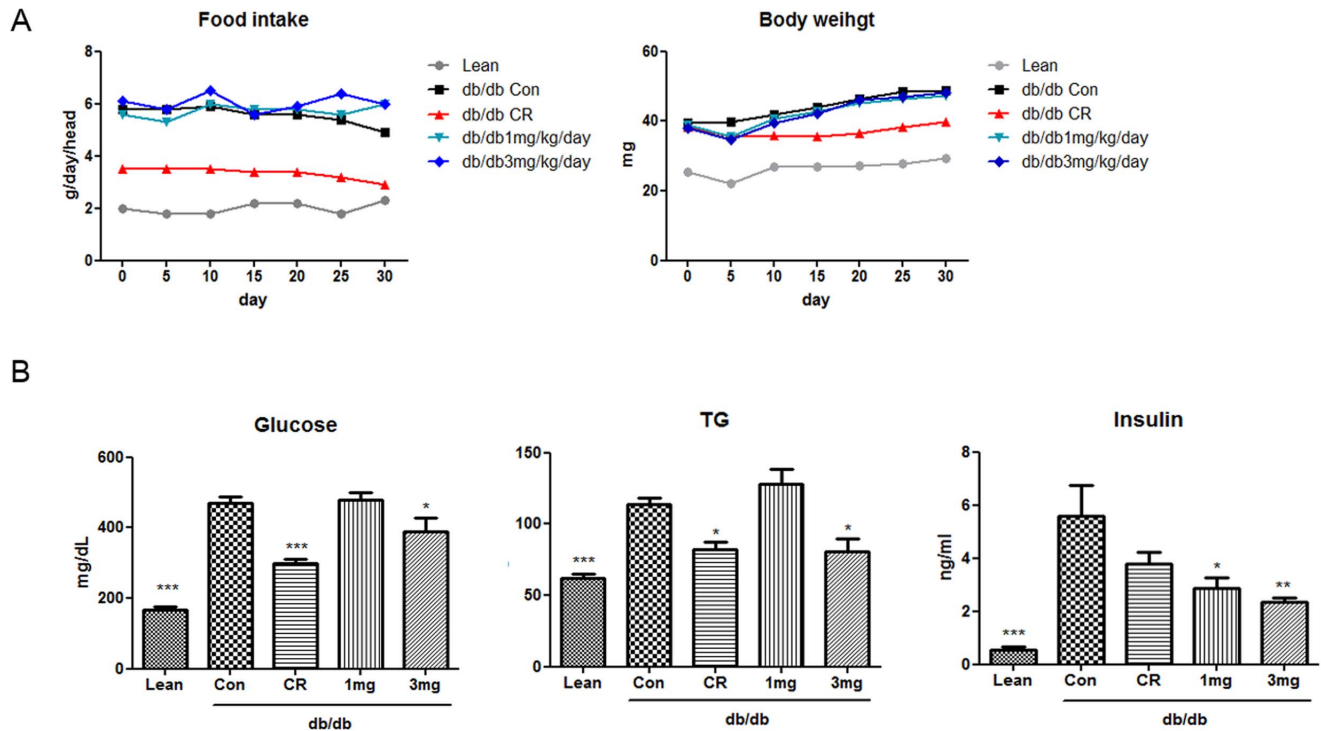 A
Food intake
8
6
4
2
0
g/day/head
0 5 10 15 20 25 30
day
Lean
db/db Con
db/db CR
db/db1mg/kg/day
db/db3mg/kg/day
Body weihgt
60
40
20
0
mg
0 5 10 15 20 25 30
day
Lean
db/db Con
db/db CR
db/db1mg/kg/day
db/db3mg/kg/day
B
Glucose
600
400
200
0
mg/dL
***
***
*
Lean Con CR 1mg 3mg
db/db
TG
150
100
50
0
***
*
*
Lean Con CR 1mg 3mg
db/db
Insulin
8
6
4
2
0
ng/ml
***
*
**
Lean Con CR 1mg 3mg
db/db